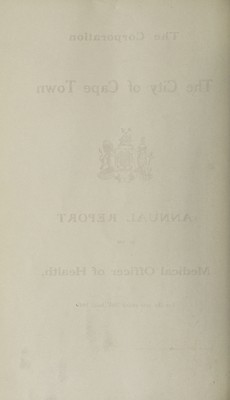 The Corporation
The City of Cape Town
ANNUAL REPORT
Medical Officer of Health,